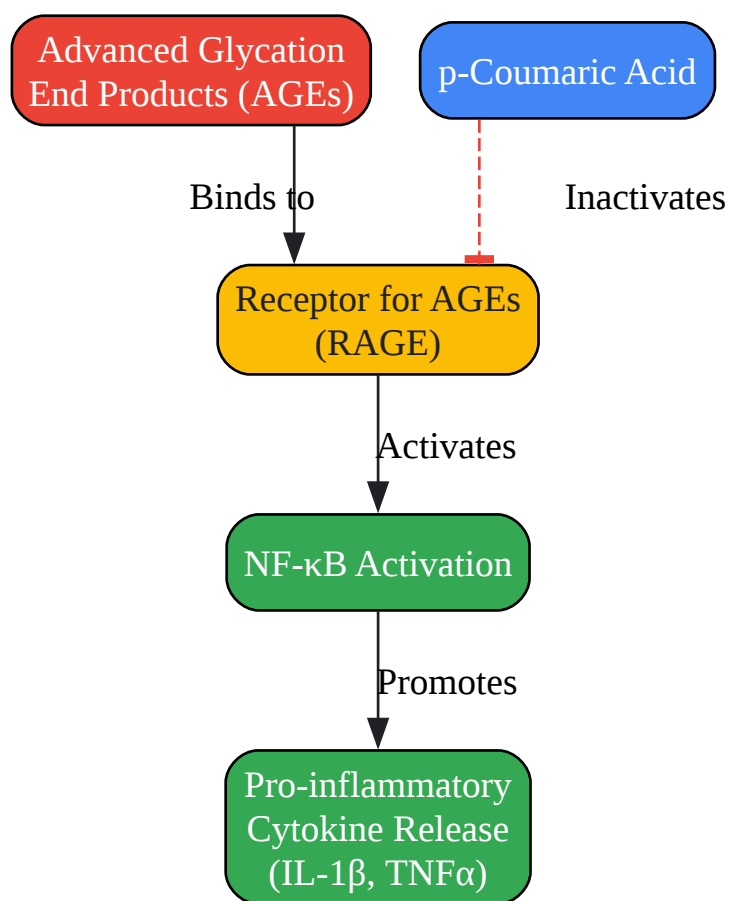 Advanced Glycation
End Products (AGEs)
p-Coumaric Acid
Binds to
Inactivates
Receptor for AGEs
(RAGE)
Activates
NF-κB Activation
Promotes
Pro-inflammatory
Cytokine Release
(IL-1β, TNFα)